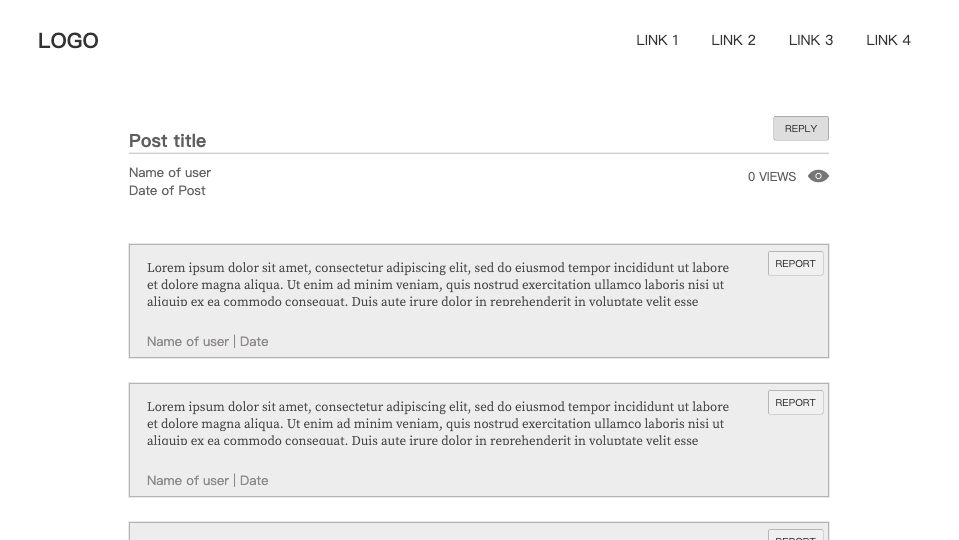 LOGO
LINK 1
LINK 2
LINK 3
LINK 4
REPLY
Post title
Name of user
Date of Post
0 VIEWS
REPORT
Lorem ipsum dolor sit amet, consectetur adipiscing elit, sed do eiusmod tempor incididunt ut labore
et dolore magna aliqua. Ut enim ad minim veniam, quis nostrud exercitation ullamco laboris nisi ut
aliquip ex ea commodo consequat. Duis aute irure dolor in reprehenderit in voluptate velit esse
Name of user | Date
REPORT
Lorem ipsum dolor sit amet, consectetur adipiscing elit, sed do eiusmod tempor incididunt ut labore
et dolore magna aliqua. Ut enim ad minim veniam, quis nostrud exercitation ullamco laboris nisi ut
aliquip ex ea commodo consequat. Duis aute irure dolor in reprehenderit in voluptate velit esse
Name of user | Date
REPORT